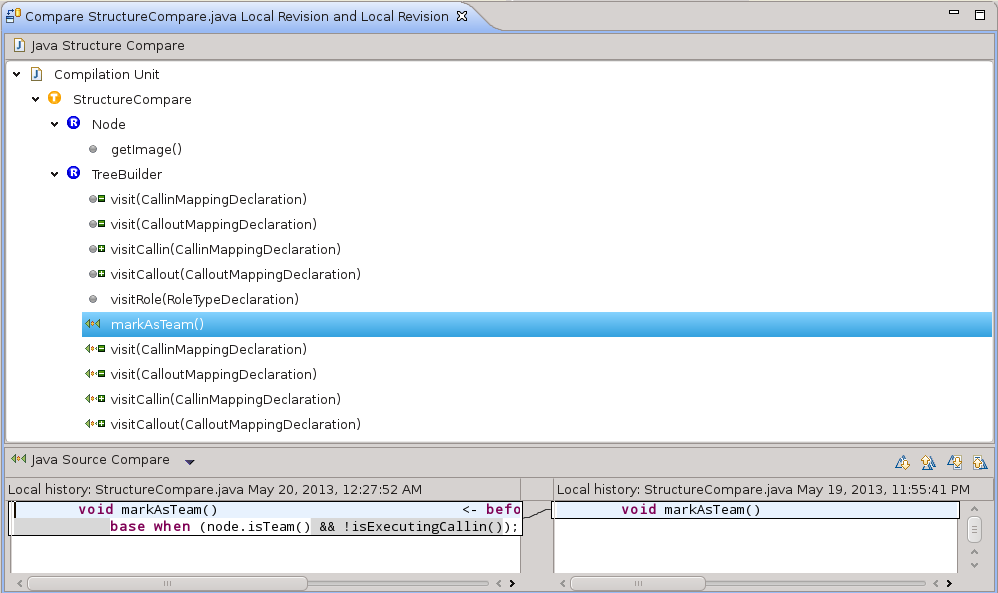 Compare StructureCompare.java Local Revision and Local Revision
Java Structure Compare
Compilation Unit
StructureCompare
Node
getImage()
TreeBuilder
visit(CallinMappingDeclaration)
visit(CalloutMappingDeclaration)
visitCallin(CallinMappingDeclaration)
visitCallout(CalloutMappingDeclaration)
visitRole(RoleTypeDeclaration)
markAsTeam()
visit(CallinMappingDeclaration)
visit(CalloutMappingDeclaration)
visitCallin(CallinMappingDeclaration)
visitCallout(CalloutMappingDeclaration)
Java Source Compare
Local history: StructureCompare.java May 20, 2013, 12:27:52 AM
Local history: StructureCompare.java May 19, 2013, 11:55:41 PM
void markAsTeam() <- befo
base when (node.isTeam() && !isExecutingCallin());
void markAsTeam()